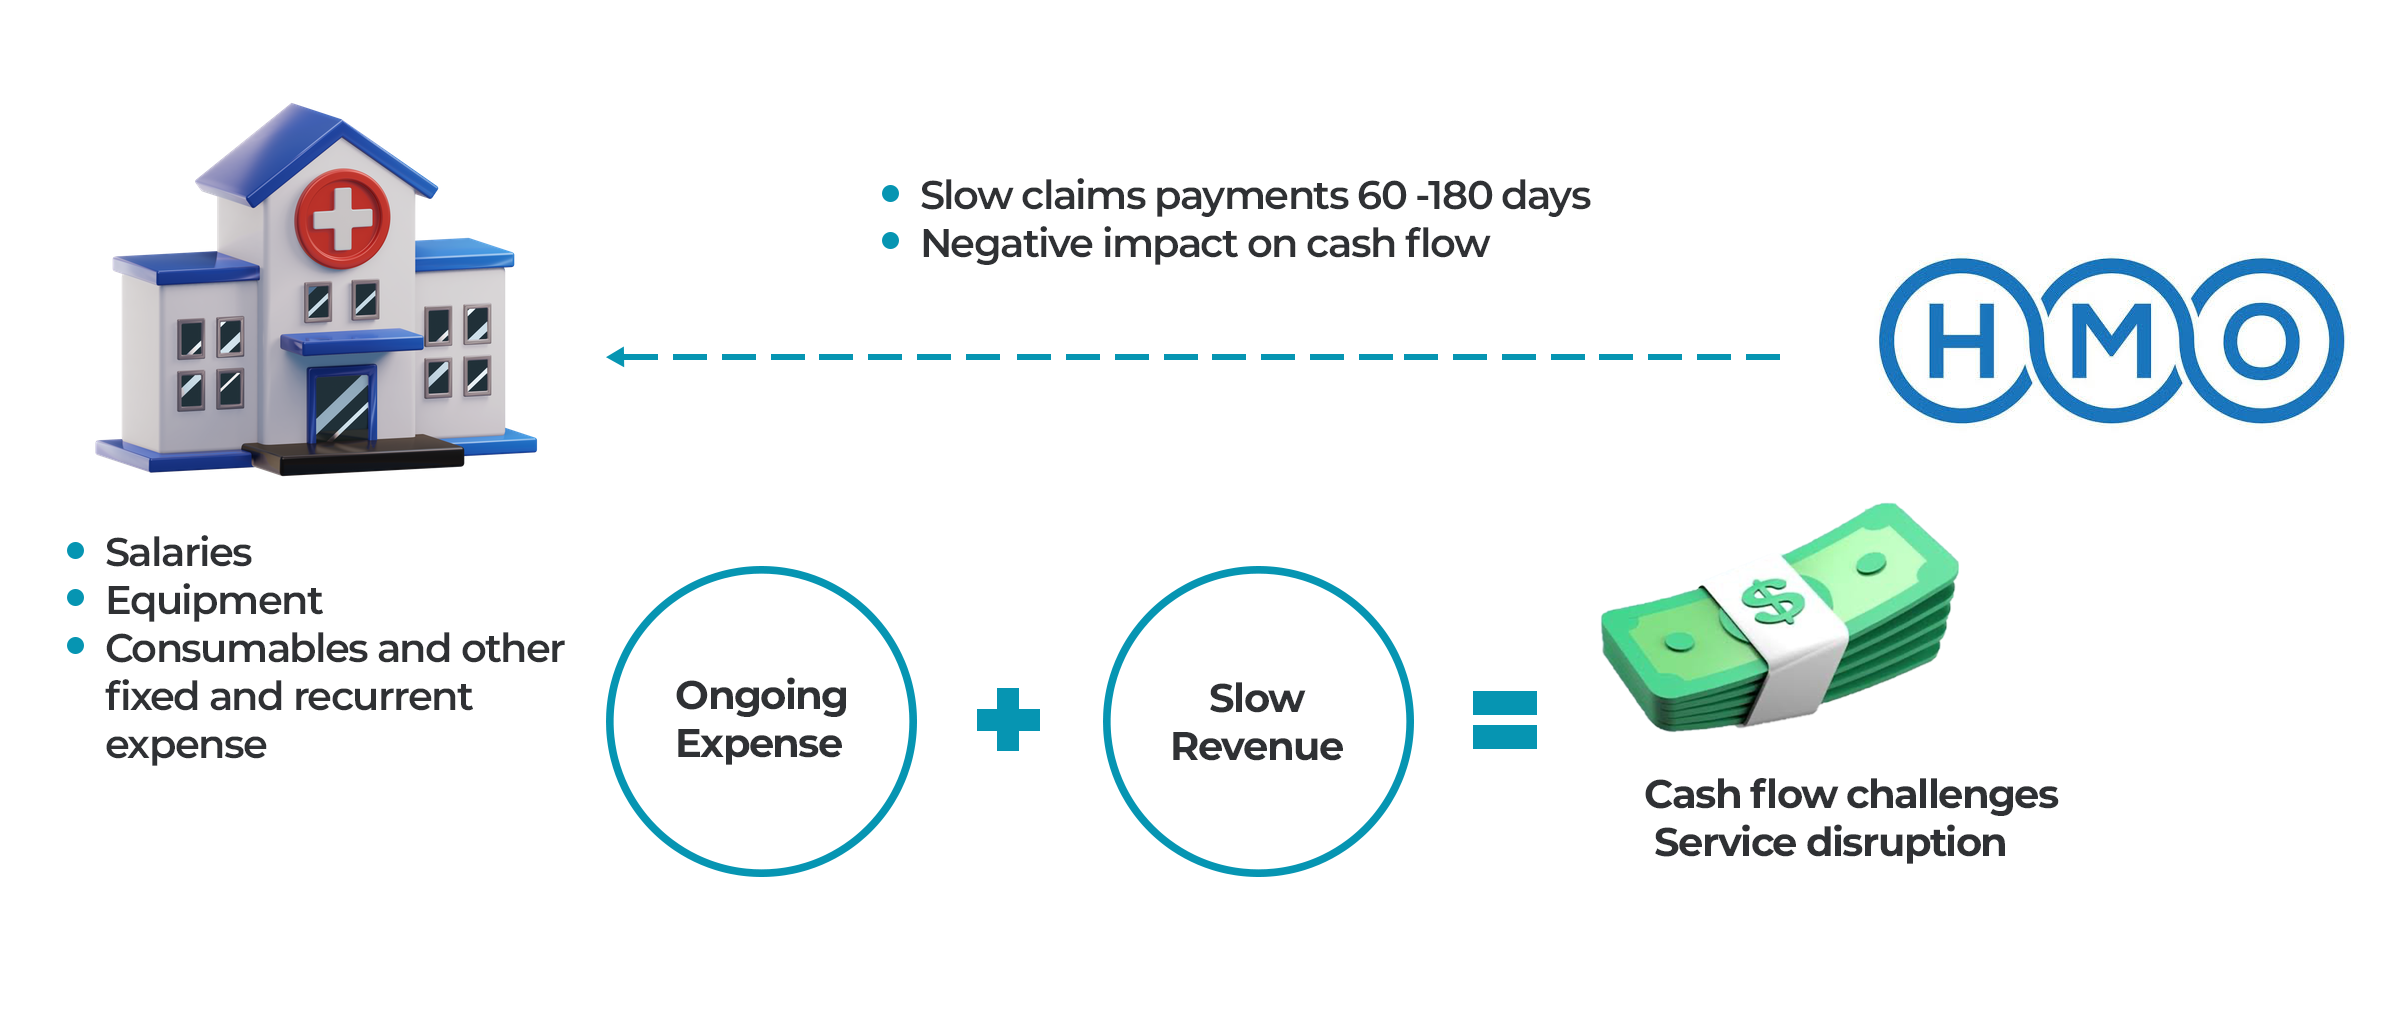 Slow claims payments 60 -180 days
Negative impact on cash flow
HMO
Salaries
Equipment
Consumables and other
fixed and recurrent
expense
Ongoing
Expense
Slow
Revenue
$
Cash flow challenges
Service disruption